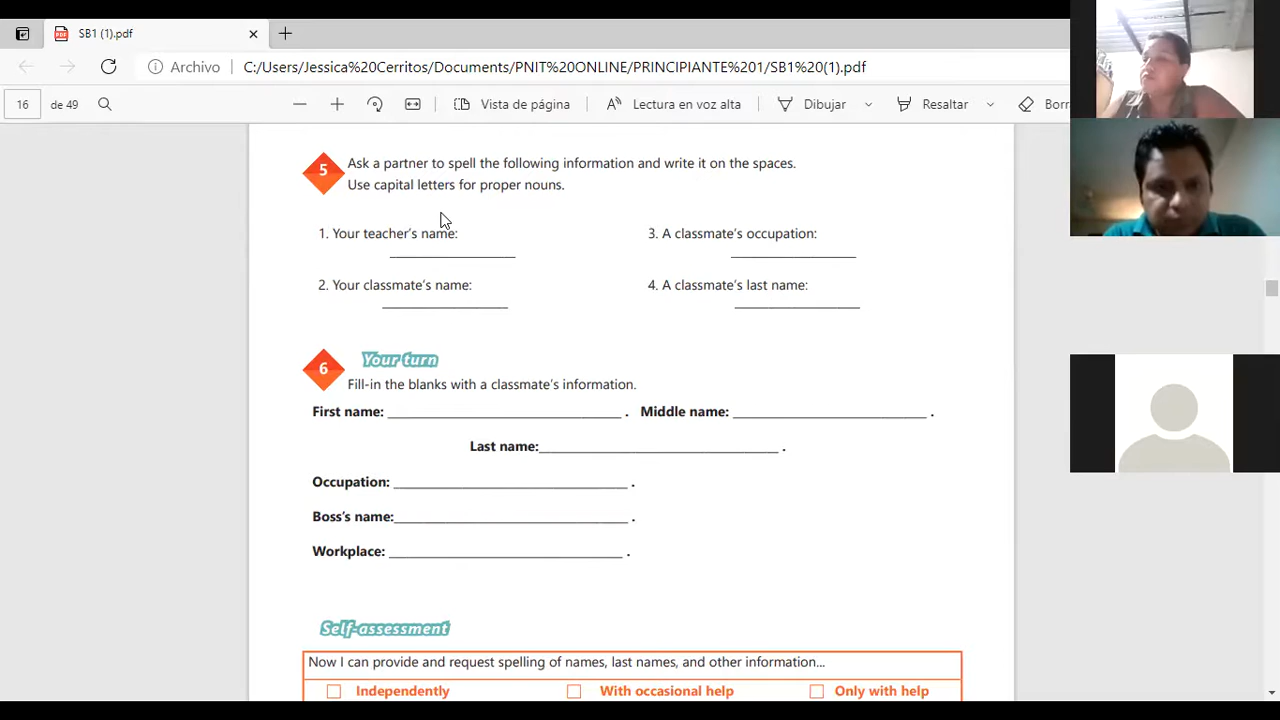 SB1 (1).pdf
Archivo
C:/Users/Jessica%20Cerritos/Documents/PNIT%20ONLINE/PRINCIPIANTE%201/SB1%20(1).pdf
16 de 49
Vista de página
Lectura en voz alta
Dibujar
Resaltar
Borr
5 Ask a partner to spell the following information and write it on the spaces.
Use capital letters for proper nouns.
1. Your teacher's name: 3. A classmate's occupation:
2. Your classmate's name: 4. A classmate's last name:
6 Your turn
Fill-in the blanks with a classmate's information.
First name: . Middle name: .
Last name: .
Occupation: .
Boss's name: .
Workplace: .
Self-assessment
Now I can provide and request spelling of names, last names, and other information...
Independently With occasional help Only with help